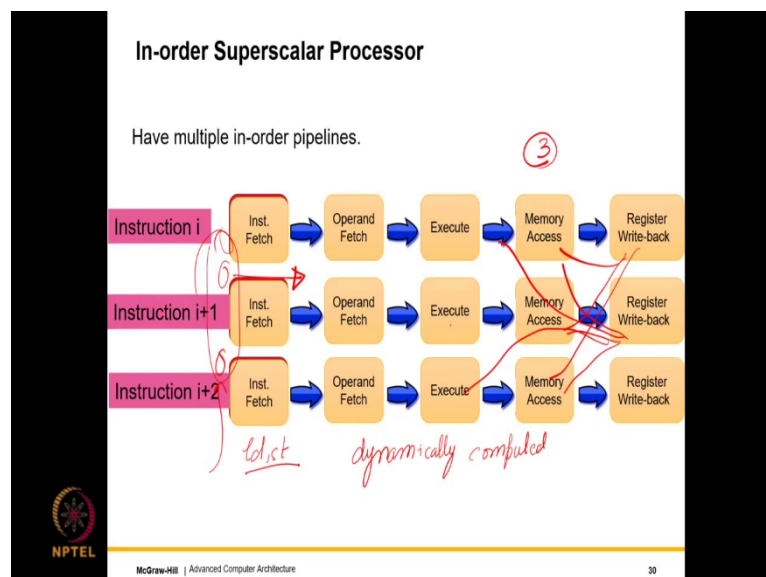 In-order Superscalar Processor
Have multiple in-order pipelines.
3
Instruction i
Inst.
Fetch
Operand
Fetch
Execute
Memory
Access
Register
Write-back
Instruction i+1
Inst.
Fetch
Operand
Fetch
Execute
Memory
Access
Register
Write-back
Instruction i+2
Inst.
Fetch
Operand
Fetch
Execute
Memory
Access
Register
Write-back
ld,st dynamically computed
NPTEL
McGraw-Hill | Advanced Computer Architecture 30